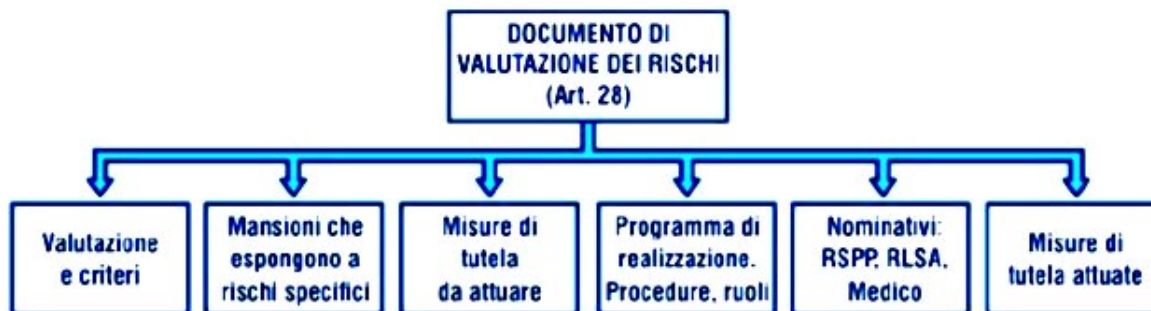 DOCUMENTO DI
VALUTAZIONE DEI RISCHI
(Art. 28)
Valutazione
e criteri
Mansioni che
espongono a
rischi specifici
Misure di
tutela
da attuare
Programma di
realizzazione.
Procedure, ruoli
Nominativi:
RSPP, RLSA,
Medico
Misure di
tutela attuate